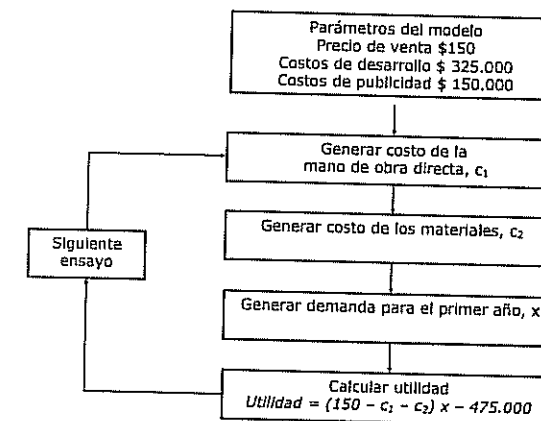 Parámetros del modelo
Precio de venta $150
Costos de desarrollo $ 325.000
Costos de publicidad $ 150.000
Generar costo de la
mano de obra directa, c₁
Generar costo de los materiales, c₂
Siguiente
ensayo
Generar demanda para el primer año, x
Calcular utilidad
Utilidad = (150 – c₁ – c₂) x – 475.000